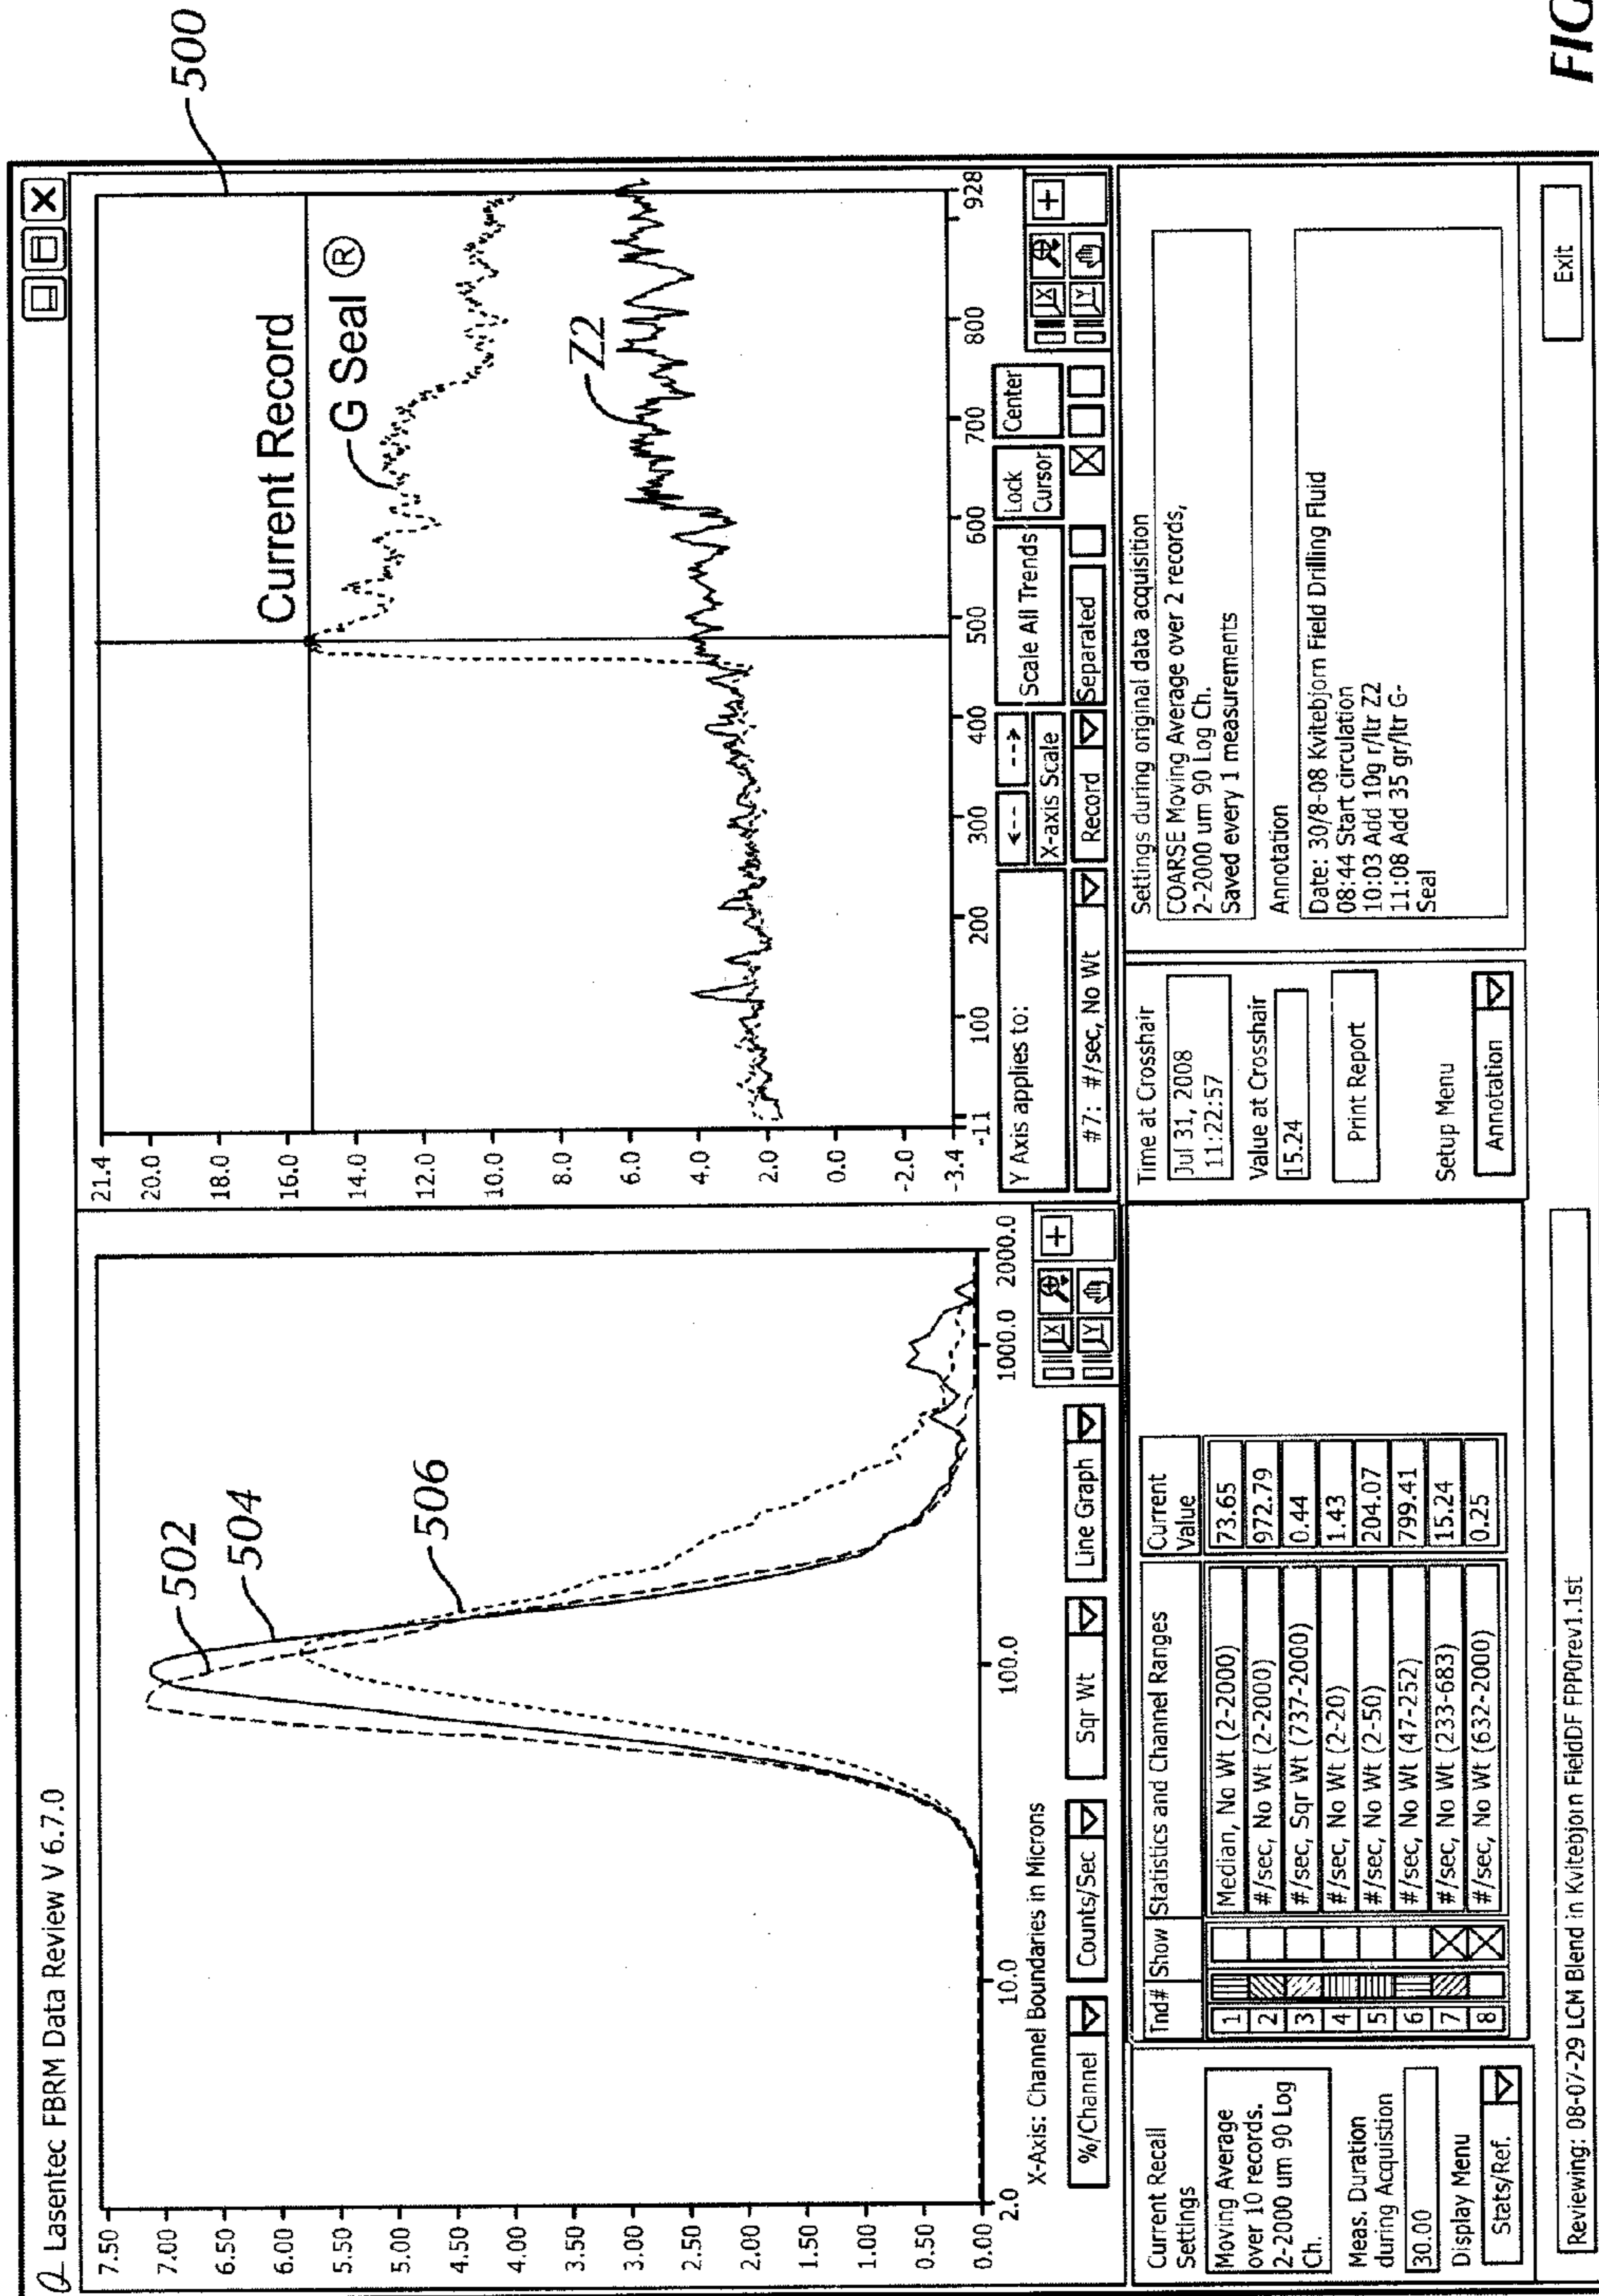 Lasentec FBRM Data Review V 6.7.0
X
7.50
7.00
6.50
6.00
5.50
5.00
4.50
4.00
3.50
3.00
2.50
2.00
1.50
1.00
0.50
0.00
502
504
506
2.0
10.0
100.0
1000.0
2000.0
X-Axis: Channel Boundaries in Microns
%/Channel
Counts/Sec
Sqr Wt
Line Graph
X
Y
+
21.4
20.0
18.0
16.0
14.0
12.0
10.0
8.0
6.0
4.0
2.0
0.0
-2.0
-3.4
Current Record
G Seal ®
Z2
500
-11
100
200
300
400
500
600
700
800
928
Y Axis applies to:
#7: #/sec, No Wt
<--- --->
X-axis Scale
Record
Scale All Trends
Separated
Lock
Cursor
Center
X
Y
+
Current Recall
Settings
Moving Average
over 10 records.
2-2000 um 90 Log
Ch.
Meas. Duration
during Acquistion
30.00
Display Menu
Stats/Ref.
Tnd# Show Statistics and Channel Ranges Current Value
1 Median, No Wt (2-2000) 73.65
2 #/sec, No Wt (2-2000) 972.79
3 #/sec, Sqr Wt (737-2000) 0.44
4 #/sec, No Wt (2-20) 1.43
5 #/sec, No Wt (2-50) 204.07
6 #/sec, No Wt (47-252) 799.41
7 #/sec, No Wt (233-683) 15.24
8 #/sec, No Wt (632-2000) 0.25
Time at Crosshair
Jul 31, 2008
11:22:57
Value at Crosshair
15.24
Print Report
Setup Menu
Annotation
Settings during original data acquisition
COARSE Moving Average over 2 records,
2-2000 um 90 Log Ch.
Saved every 1 measurements
Annotation
Date: 30/8-08 Kvitebjorn Field Drilling Fluid
08:44 Start circulation
10:03 Add 10g r/ltr Z2
11:08 Add 35 gr/ltr G-
Seal
Reviewing: 08-07-29 LCM Blend in Kvitebjorn FieldDF FPP0rev1.1st
Exit
FIG